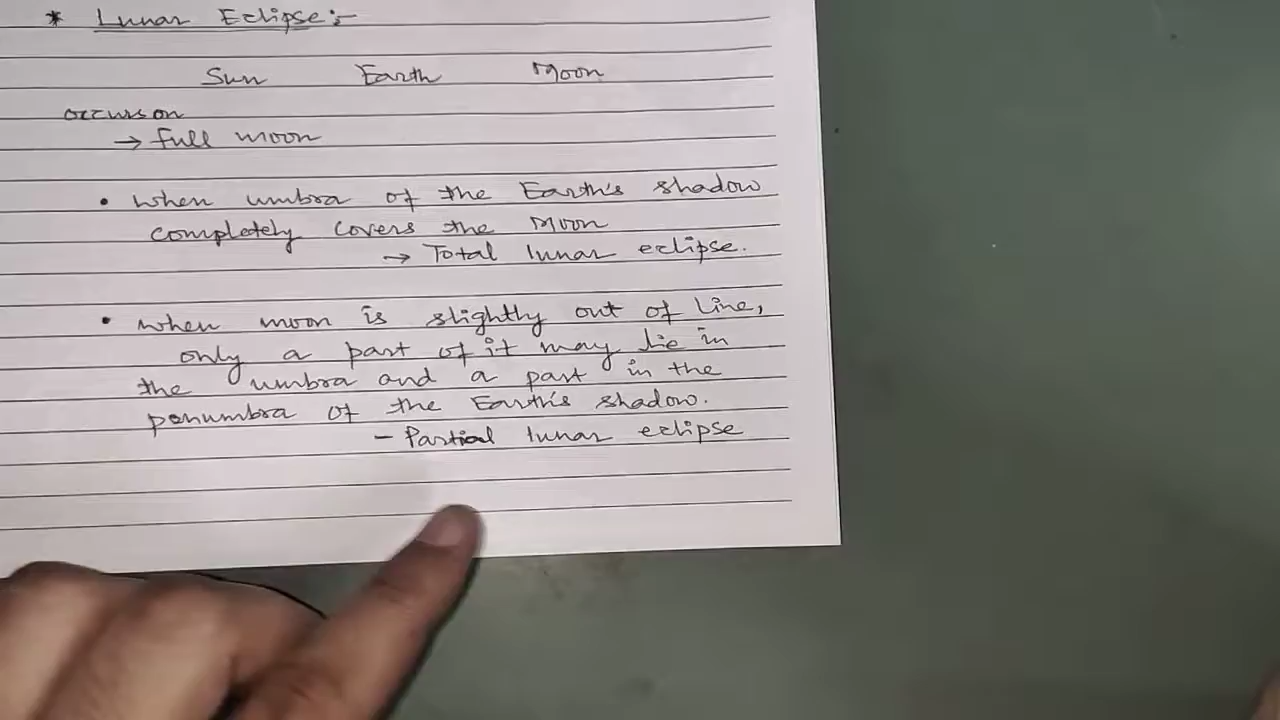 * Lunar Eclipse:-
Sun Earth Moon
occurs on
→ Full moon
• When umbra of the Earth's shadow
completely covers the Moon
→ Total lunar eclipse.
• When moon is slightly out of line,
only a part of it may lie in
the umbra and a part in the
penumbra of the Earth's shadow.
- Partial lunar eclipse